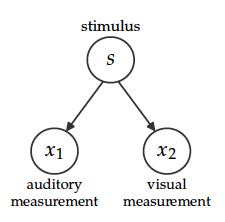 stimulus
s
x1 x2
auditory visual
measurement measurement